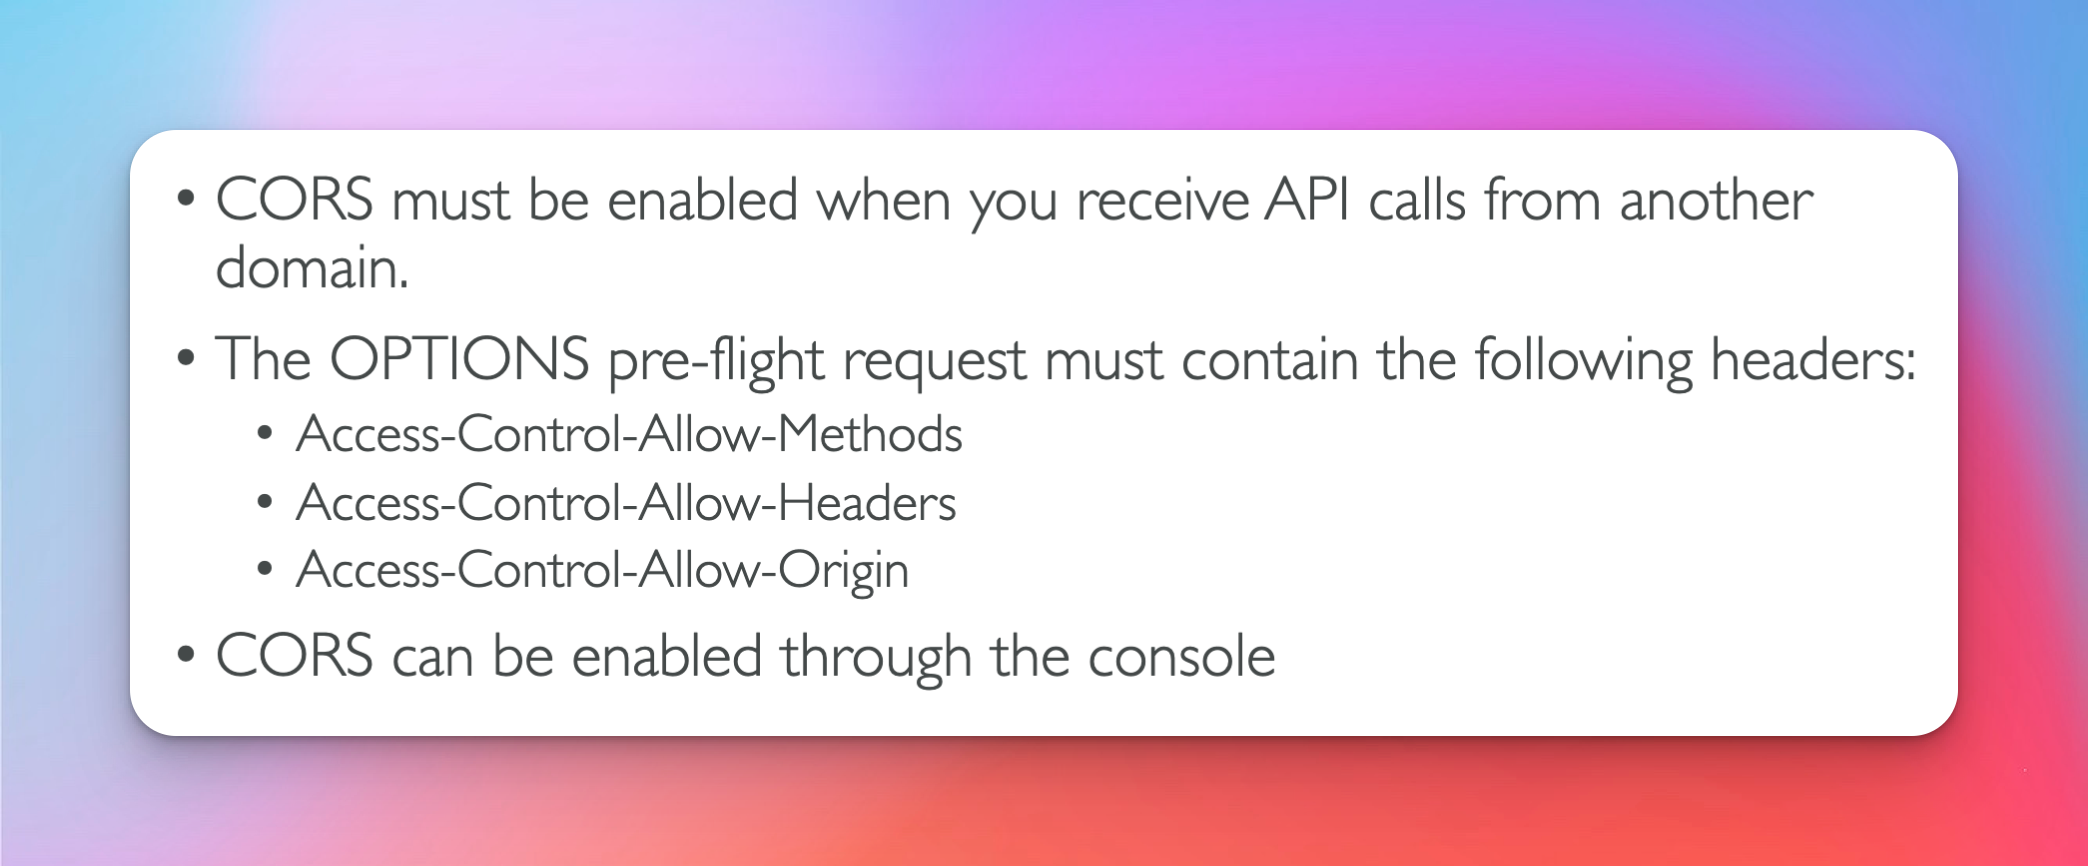 • CORS must be enabled when you receive API calls from another
domain.
• The OPTIONS pre-flight request must contain the following headers:
• Access-Control-Allow-Methods
• Access-Control-Allow-Headers
• Access-Control-Allow-Origin
• CORS can be enabled through the console